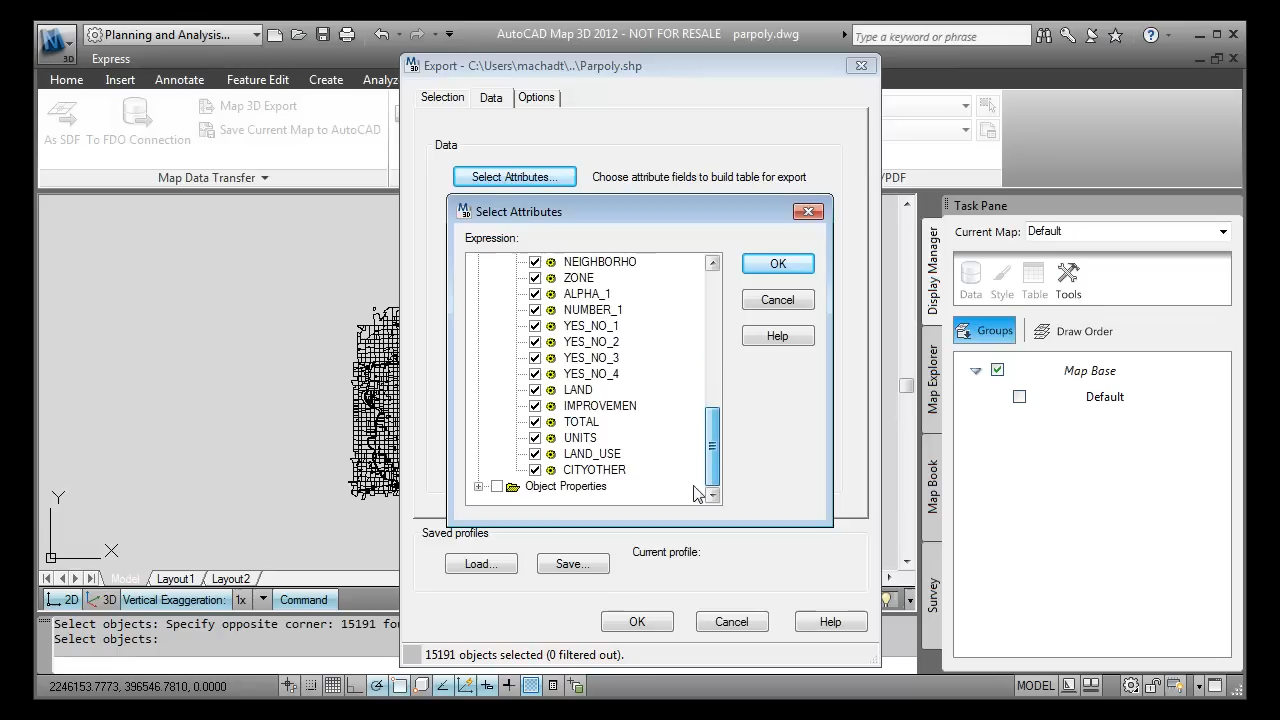 Planning and Analysis...
AutoCAD Map 3D 2012 - NOT FOR RESALE parpoly.dwg
Type a keyword or phrase
3D
Express
Export - C:\Users\machadt\..\Parpoly.shp
Home Insert Annotate Feature Edit Create Analyz
Selection Data Options
Map 3D Export
Save Current Map to AutoCAD
As SDF To FDO Connection
Map Data Transfer
/PDF
Data
Select Attributes... Choose attribute fields to build table for export
Select Attributes
Expression:
NEIGHBORHO
ZONE
ALPHA_1
NUMBER_1
YES_NO_1
YES_NO_2
YES_NO_3
YES_NO_4
LAND
IMPROVEMEN
TOTAL
UNITS
LAND_USE
CITYOTHER
Object Properties
OK
Cancel
Help
Saved profiles
Load... Save... Current profile:
OK Cancel Help
15191 objects selected (0 filtered out).
Task Pane
Current Map: Default
Data Style Table Tools
Groups Draw Order
Map Base
Default
Display Manager
Map Explorer
Map Book
Survey
Y
X
Model Layout1 Layout2
2D 3D Vertical Exaggeration: 1x Command
Select objects: Specify opposite corner: 15191 fou
Select objects:
2246153.7773, 396546.7810, 0.0000
MODEL